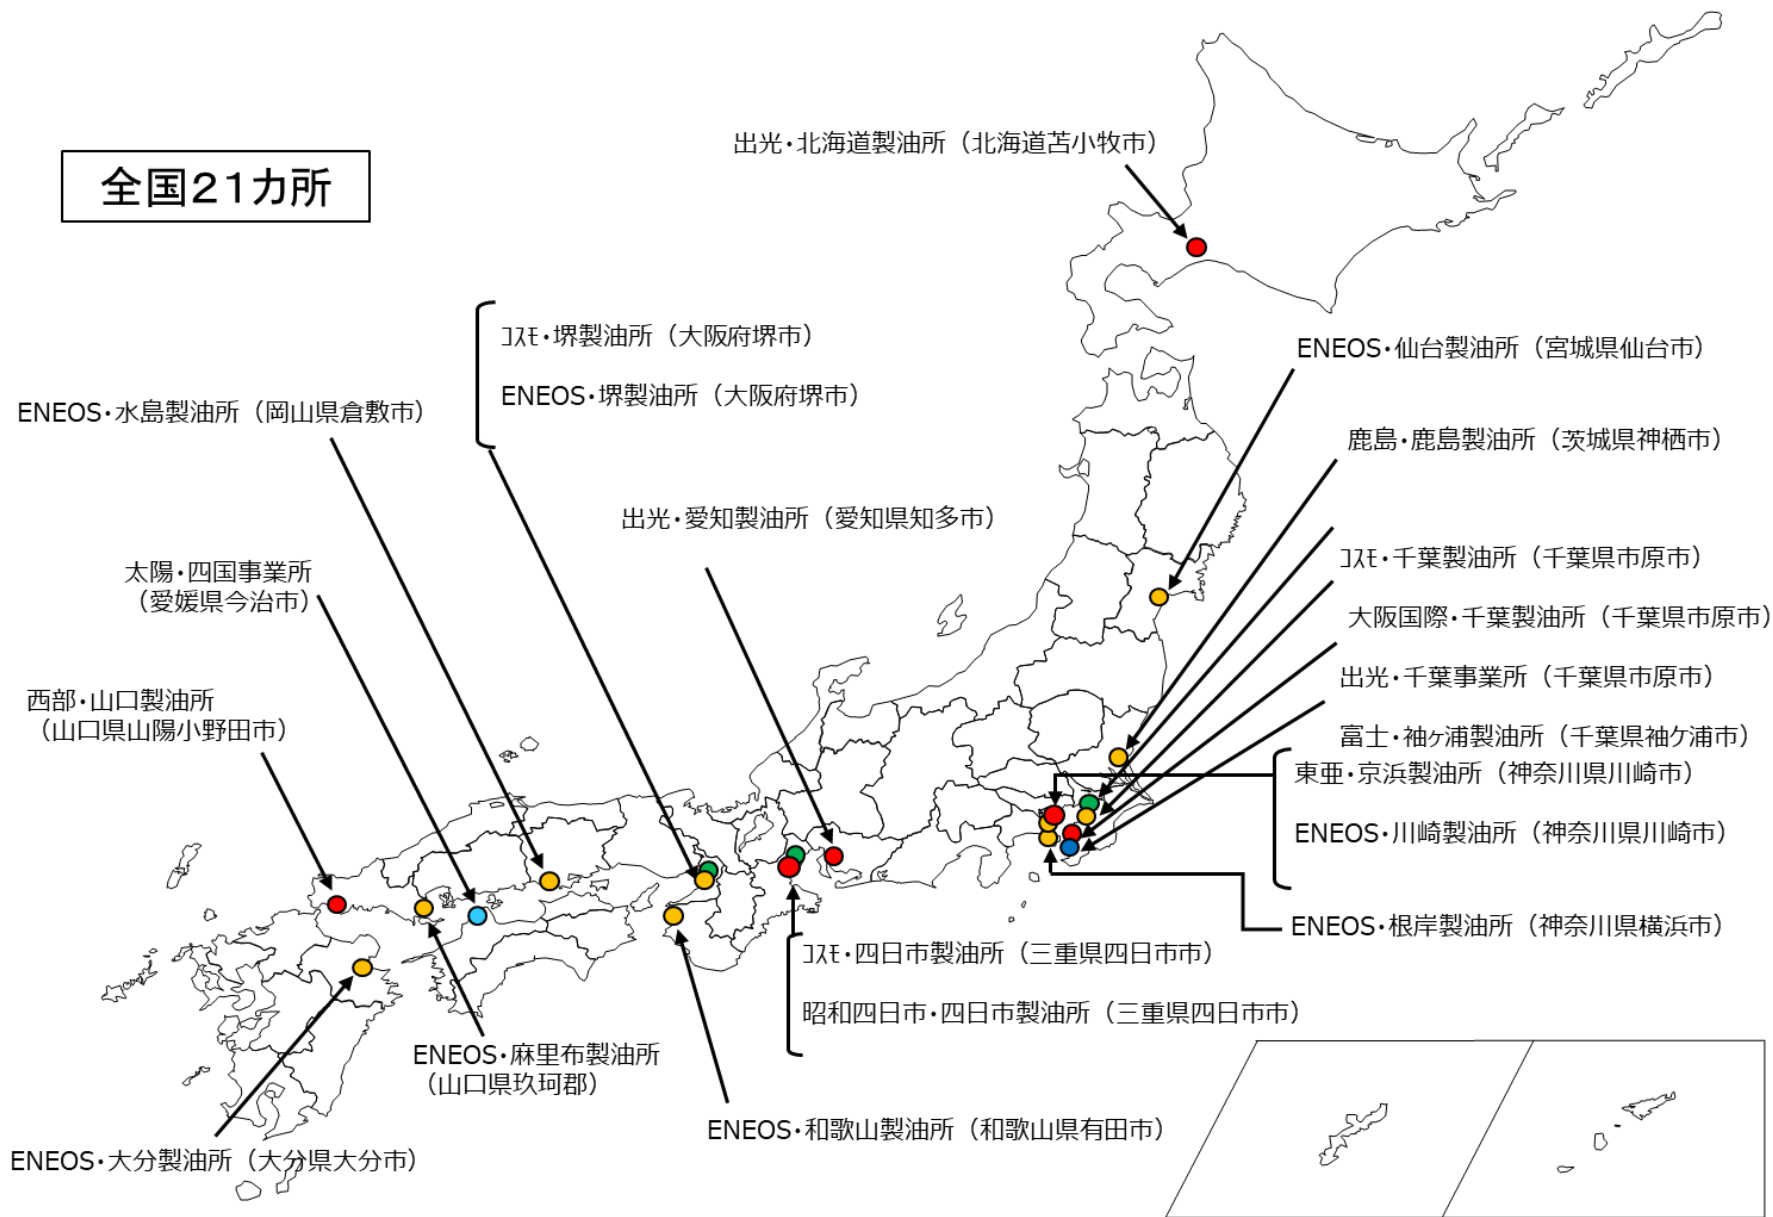 出光・北海道製油所（北海道苫小牧市）
全国２１カ所
ｺｽﾓ・堺製油所（大阪府堺市）
ENEOS・堺製油所（大阪府堺市）
ENEOS・仙台製油所（宮城県仙台市）
ENEOS・水島製油所（岡山県倉敷市）
鹿島・鹿島製油所（茨城県神栖市）
出光・愛知製油所（愛知県知多市）
ｺｽﾓ・千葉製油所（千葉県市原市）
太陽・四国事業所
（愛媛県今治市）
大阪国際・千葉製油所（千葉県市原市）
出光・千葉事業所（千葉県市原市）
西部・山口製油所
（山口県山陽小野田市）
富士・袖ヶ浦製油所（千葉県袖ケ浦市）
東亜・京浜製油所（神奈川県川崎市）
ENEOS・川崎製油所（神奈川県川崎市）
ENEOS・根岸製油所（神奈川県横浜市）
ｺｽﾓ・四日市製油所（三重県四日市市）
昭和四日市・四日市製油所（三重県四日市市）
ENEOS・麻里布製油所
（山口県玖珂郡）
ENEOS・和歌山製油所（和歌山県有田市）
ENEOS・大分製油所（大分県大分市）